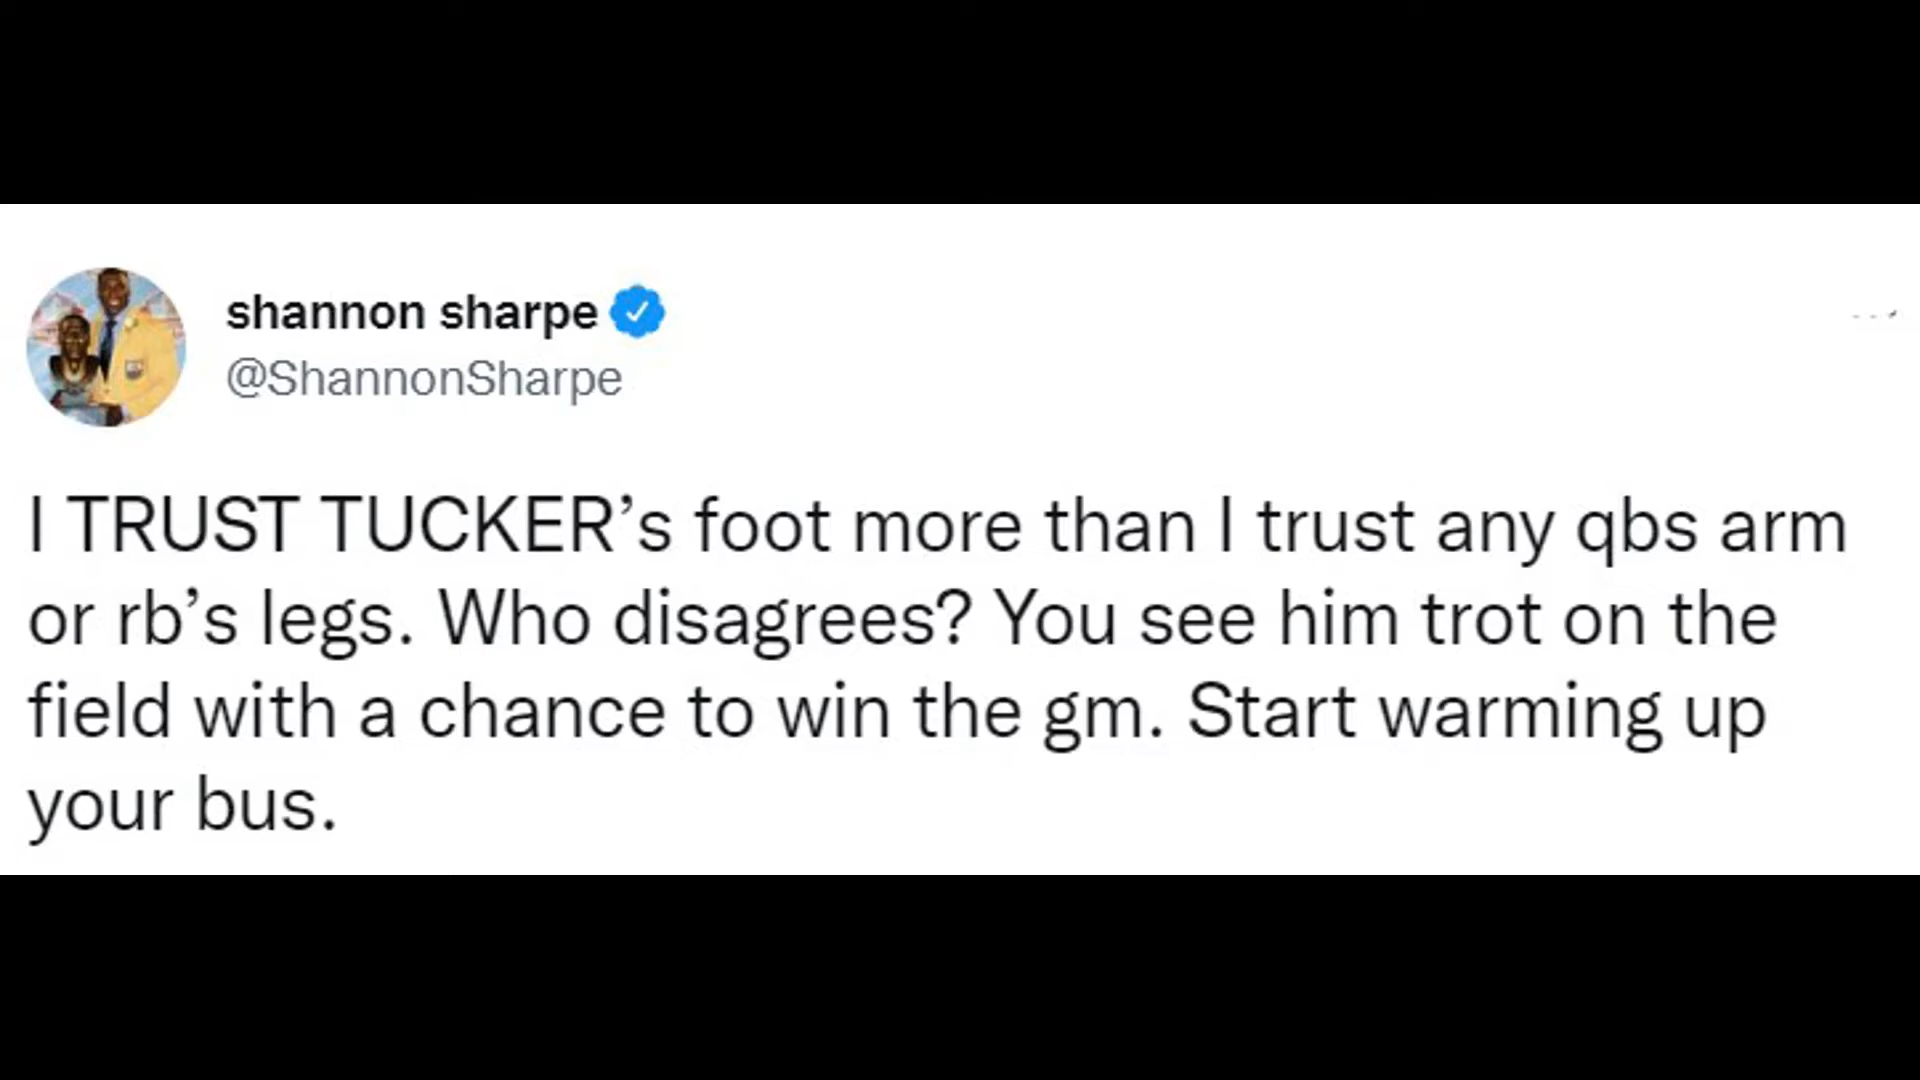 shannon sharpe
@ShannonSharpe
I TRUST TUCKER’s foot more than I trust any qbs arm
or rb’s legs. Who disagrees? You see him trot on the
field with a chance to win the gm. Start warming up
your bus.